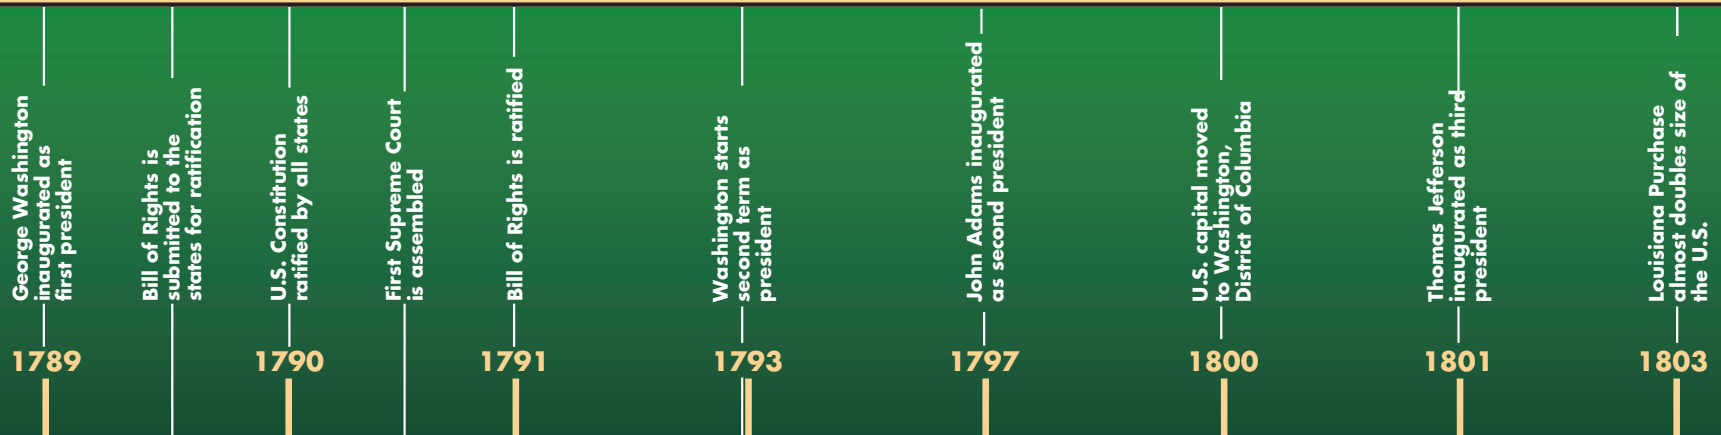 George Washington
inaugurated as
first president
Bill of Rights is
submitted to the
states for ratification
U.S. Constitution
ratified by all states
First Supreme Court
is assembled
Bill of Rights is ratified
Washington starts
second term as
president
John Adams inaugurated
as second president
U.S. capital moved
to Washington,
District of Columbia
Thomas Jefferson
inaugurated as third
president
Louisiana Purchase
almost doubles size of
the U.S.
1789
1790
1791
1793
1797
1800
1801
1803